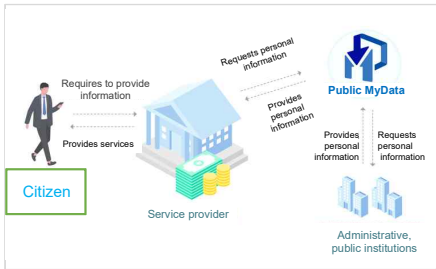 Requires to provide
information
Provides services
Citizen
Service provider
Requests personal
information
Provides
personal
information
Public MyData
Provides
personal
information
Requests
personal
information
Administrative,
public institutions